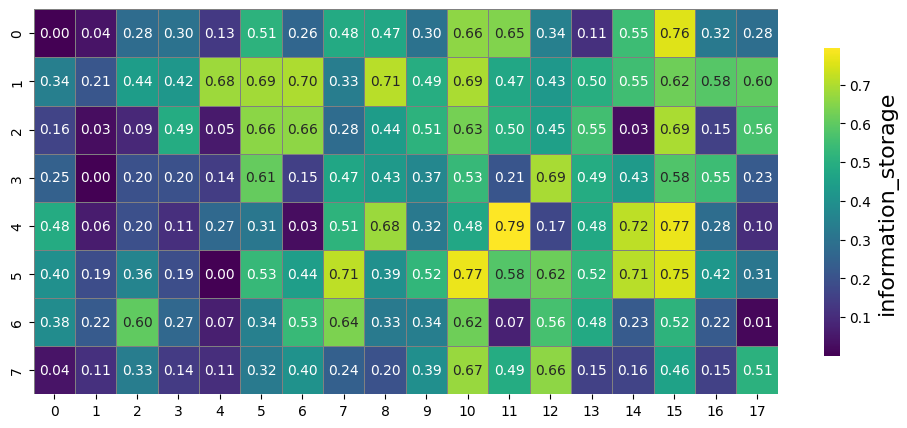 0 0.00 0.04 0.28 0.30 0.13 0.51 0.26 0.48 0.47 0.30 0.66 0.65 0.34 0.11 0.55 0.76 0.32 0.28
1 0.34 0.21 0.44 0.42 0.68 0.69 0.70 0.33 0.71 0.49 0.69 0.47 0.43 0.50 0.55 0.62 0.58 0.60
2 0.16 0.03 0.09 0.49 0.05 0.66 0.66 0.28 0.44 0.51 0.63 0.50 0.45 0.55 0.03 0.69 0.15 0.56
3 0.25 0.00 0.20 0.20 0.14 0.61 0.15 0.47 0.43 0.37 0.53 0.21 0.69 0.49 0.43 0.58 0.55 0.23
4 0.48 0.06 0.20 0.11 0.27 0.31 0.03 0.51 0.68 0.32 0.48 0.79 0.17 0.48 0.72 0.77 0.28 0.10
5 0.40 0.19 0.36 0.19 0.00 0.53 0.44 0.71 0.39 0.52 0.77 0.58 0.62 0.52 0.71 0.75 0.42 0.31
6 0.38 0.22 0.60 0.27 0.07 0.34 0.53 0.64 0.33 0.34 0.62 0.07 0.56 0.48 0.23 0.52 0.22 0.01
7 0.04 0.11 0.33 0.14 0.11 0.32 0.40 0.24 0.20 0.39 0.67 0.49 0.66 0.15 0.16 0.46 0.15 0.51
0 1 2 3 4 5 6 7 8 9 10 11 12 13 14 15 16 17
0.7
0.6
0.5
0.4
0.3
0.2
0.1
information_storage